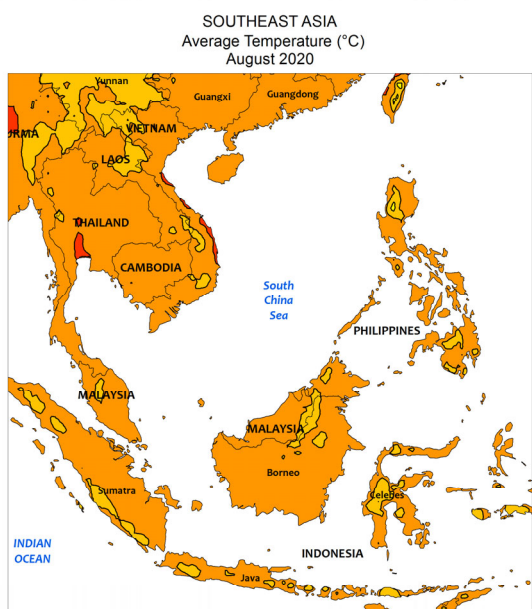 SOUTHEAST ASIA
Average Temperature (°C)
August 2020
Yunnan
Guangxi
Guangdong
URMA
VIETNAM
LAOS
THAILAND
CAMBODIA
South
China
Sea
PHILIPPINES
MALAYSIA
MALAYSIA
Borneo
Sumatra
Celebes
INDIAN
OCEAN
INDONESIA
Java